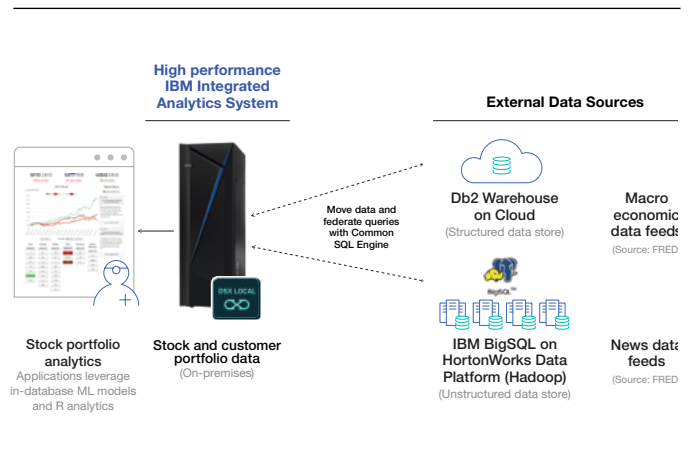 High performance
IBM Integrated
Analytics System
External Data Sources
Move data and
federate queries
with Common
SQL Engine
DSX LOCAL
Db2 Warehouse
on Cloud
(Structured data store)
Macro
economic
data feeds
(Source: FRED
BigSQL™
Stock portfolio
analytics
Applications leverage
in-database ML models
and R analytics
Stock and customer
portfolio data
(On-premises)
IBM BigSQL on
HortonWorks Data
Platform (Hadoop)
(Unstructured data store)
News data
feeds
(Source: FRED